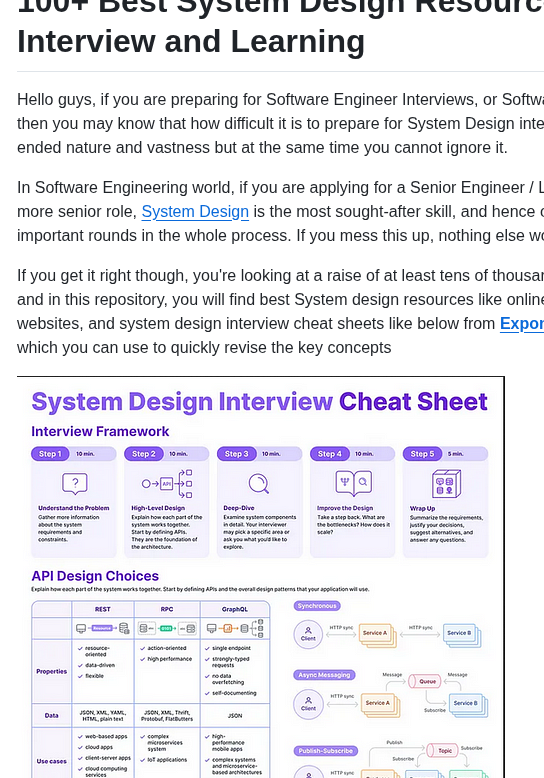 100+ Best System Design Resourc
Interview and Learning
Hello guys, if you are preparing for Software Engineer Interviews, or Softwa
then you may know that how difficult it is to prepare for System Design inte
ended nature and vastness but at the same time you cannot ignore it.
In Software Engineering world, if you are applying for a Senior Engineer / L
more senior role, System Design is the most sought-after skill, and hence o
important rounds in the whole process. If you mess this up, nothing else wo
If you get it right though, you're looking at a raise of at least tens of thousan
and in this repository, you will find best System design resources like online
websites, and system design interview cheat sheets like below from Expon
which you can use to quickly revise the key concepts
System Design Interview Cheat Sheet
Interview Framework
Step 1 10 min.
Understand the Problem
Gather more information
about the system
requirements and
constraints.
Step 2 10 min.
API
High-Level Design
Explain how each part of the
system works together.
Start by defining APIs.
They are the foundation of
the architecture.
Step 3 10 min.
Deep-Dive
Examine system components
in detail. Your interviewer
may pick a specific area or
ask you what you'd like to
explore.
Step 4 10 min.
Improve the Design
Take a step back. What are
the bottlenecks? How does it
scale?
Step 5 5 min.
Wrap Up
Summarize the requirements,
justify your decisions,
suggest alternatives, and
answer any questions.
API Design Choices
Explain how each part of the system works together. Start by defining APIs and the overall design patterns that your application will use.
REST RPC GraphQL
Resource
Properties
resource-
oriented
data-driven
flexible
action-oriented
high performance
single endpoint
strongly-typed
requests
no data
overfetching
self-documenting
Data
JSON, XML, YAML,
HTML, plain text
JSON, XML, Thrift,
Protobuf, FlatButters
JSON
Use cases
web-based apps
cloud apps
client-server apps
cloud computing
services
complex
microservices
system
IoT applications
high-
performance
mobile apps
complex systems
and microservice-
based architectures
Synchronous
Client
HTTP sync
Service A
HTTP sync
Service B
Async Messaging
Client
HTTP sync
Service A
Message
Queue
Message
Subscribe
Service B
Publish-Subscribe
Publish
Topic
Subscribe
Subscribe